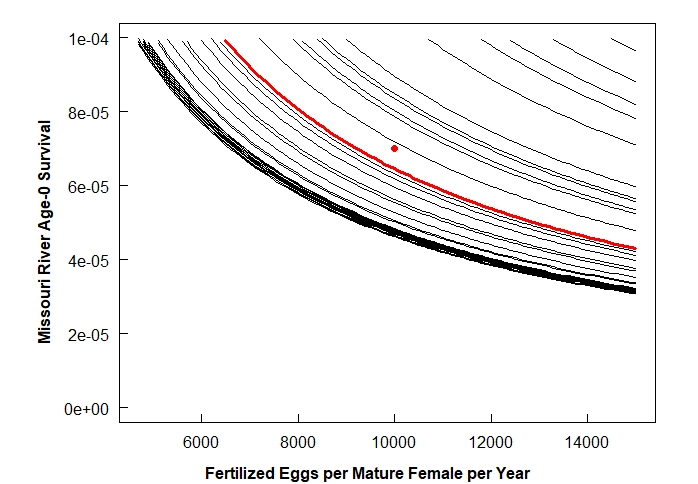 Missouri River Age-0 Survival
1e-04
8e-05
6e-05
4e-05
2e-05
0e+00
6000 8000 10000 12000 14000
Fertilized Eggs per Mature Female per Year